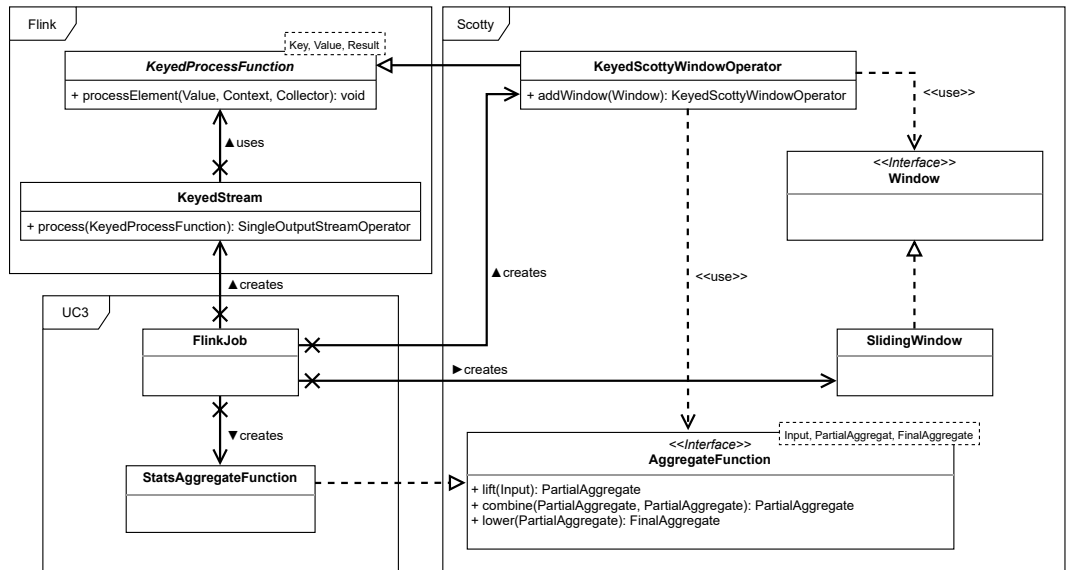 Flink
Key, Value, Result
KeyedProcessFunction
+ processElement(Value, Context, Collector): void
▲uses
KeyedStream
+ process(KeyedProcessFunction): SingleOutputStreamOperator
▲creates
Scotty
KeyedScottyWindowOperator
+ addWindow(Window): KeyedScottyWindowOperator
<<use>>
<<Interface>>
Window
<<use>>
▲creates
UC3
FlinkJob
SlidingWindow
►creates
▼creates
StatsAggregateFunction
Input, PartialAggregat, FinalAggregate
<<Interface>>
AggregateFunction
+ lift(Input): PartialAggregate
+ combine(PartialAggregate, PartialAggregate): PartialAggregate
+ lower(PartialAggregate): FinalAggregate